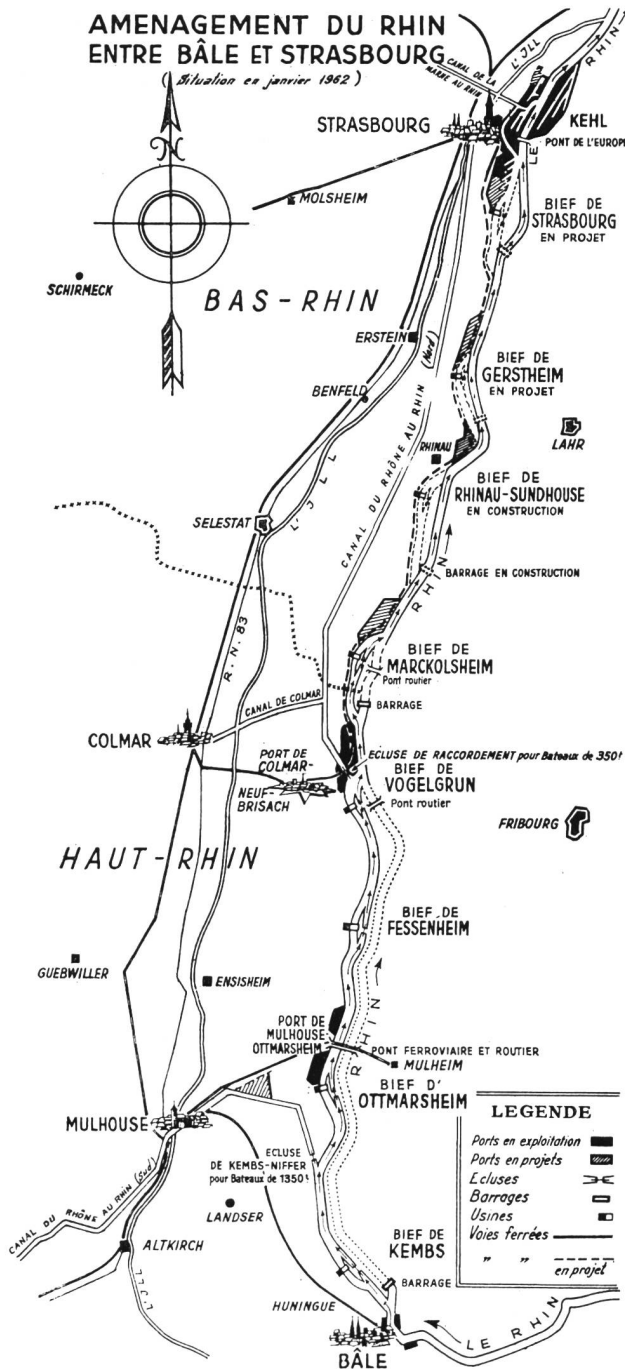 AMENAGEMENT DU RHIN
ENTRE BÂLE ET STRASBOURG
(Situation en janvier 1962)
CANAL DE LA
MARNE AU RHIN
L'JLL
RHIN
LE
N
STRASBOURG
KEHL
PONT DE L'EUROPE
MOLSHEIM
BIEF DE
STRASBOURG
EN PROJET
SCHIRMECK
BAS-RHIN
ERSTEIN
(Nord)
BIEF DE
GERSTHEIM
EN PROJET
BENFELD
LAHR
RHINAU
CANAL DU RHÔNE AU RHIN
BIEF DE
RHINAU-SUNDHOUSE
EN CONSTRUCTION
SELESTAT
L'JLL
RHIN
BARRAGE EN CONSTRUCTION
R.N. 83
BIEF DE
MARCKOLSHEIM
Pont routier
CANAL DE COLMAR
BARRAGE
COLMAR
PORT DE
COLMAR-
NEUF-
BRISACH
ECLUSE DE RACCORDEMENT pour Bateaux de 350t
BIEF DE
VOGELGRUN
Pont routier
FRIBOURG
HAUT-RHIN
BIEF DE
FESSENHEIM
GUEBWILLER
ENSISHEIM
RHIN
PORT DE
MULHOUSE
OTTMARSHEIM
PONT FERROVIAIRE ET ROUTIER
MULHEIM
BIEF D'
OTTMARSHEIM
MULHOUSE
ECLUSE
DE KEMBS-NIFFER
pour Bateaux de 1350t
LANDSER
CANAL DU RHÔNE AU RHIN (Sud)
ALTKIRCH
L'JLL
BIEF DE
KEMBS
BARRAGE
HUNINGUE
LE RHIN
BÂLE
LEGENDE
Ports en exploitation
Ports en projets
Ecluses
Barrages
Usines
Voies ferrées
" " en projet